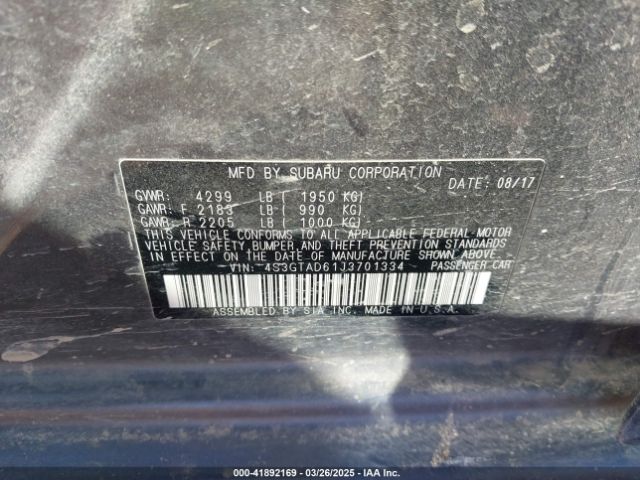 MFD BY SUBARU CORPORATION
DATE: 08/17
GVWR: 4299 LB ( 1950 KG)
GAWR: F 2183 LB ( 990 KG)
GAWR: R 2205 LB ( 1000 KG)
THIS VEHICLE CONFORMS TO ALL APPLICABLE FEDERAL MOTOR
VEHICLE SAFETY, BUMPER, AND THEFT PREVENTION STANDARDS
IN EFFECT ON THE DATE OF MANUFACTURE SHOWN ABOVE.
VIN: 4S3GTAD61J3701334 PASSENGER CAR
ASSEMBLED BY SIA INC. MADE IN U.S.A.
000-41892169 • 03/26/2025 • IAA Inc.